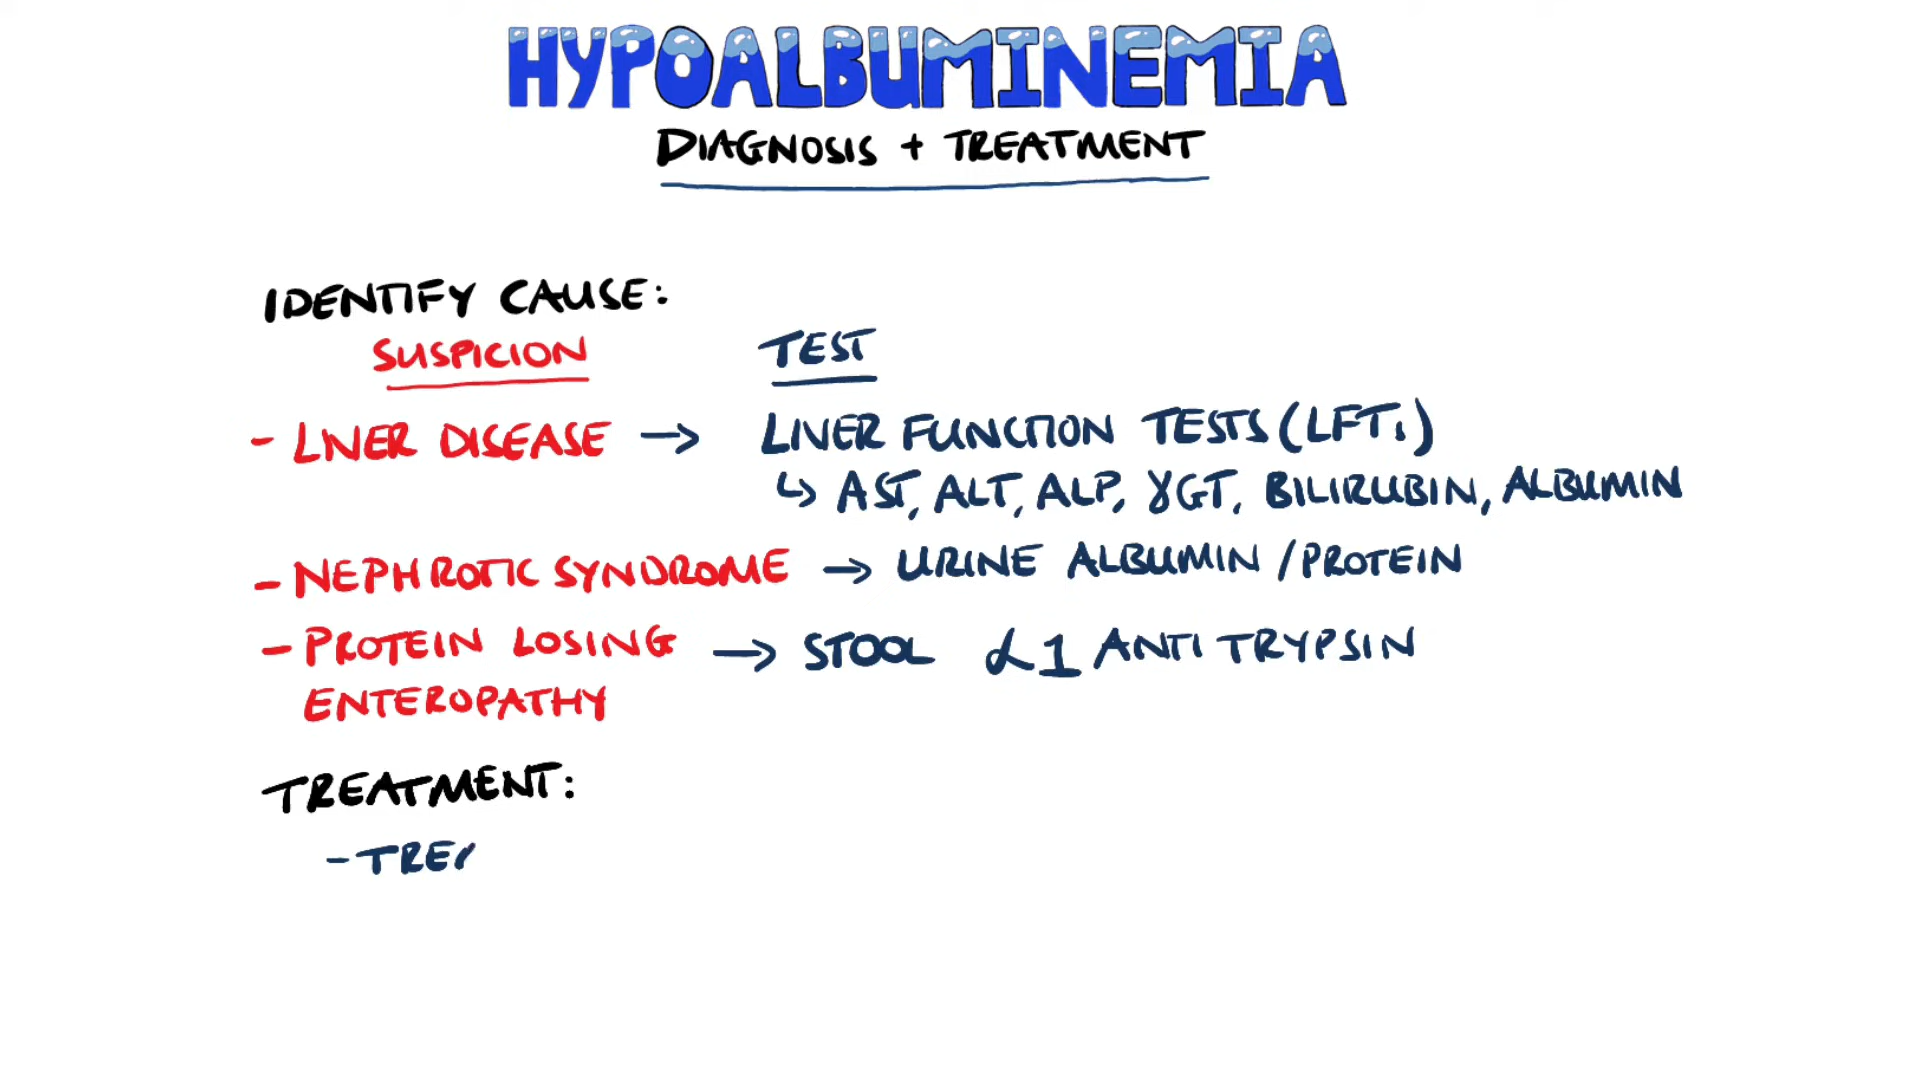 HYPOALBUMINEMIA
DIAGNOSIS + TREATMENT
IDENTIFY CAUSE:
SUSPICION TEST
- LIVER DISEASE → LIVER FUNCTION TESTS (LFTs)
↳ AST, ALT, ALP, γGT, BILIRUBIN, ALBUMIN
- NEPHROTIC SYNDROME → URINE ALBUMIN / PROTEIN
- PROTEIN LOSING → STOOL α1 ANTITRYPSIN
ENTEROPATHY
TREATMENT:
- TRE